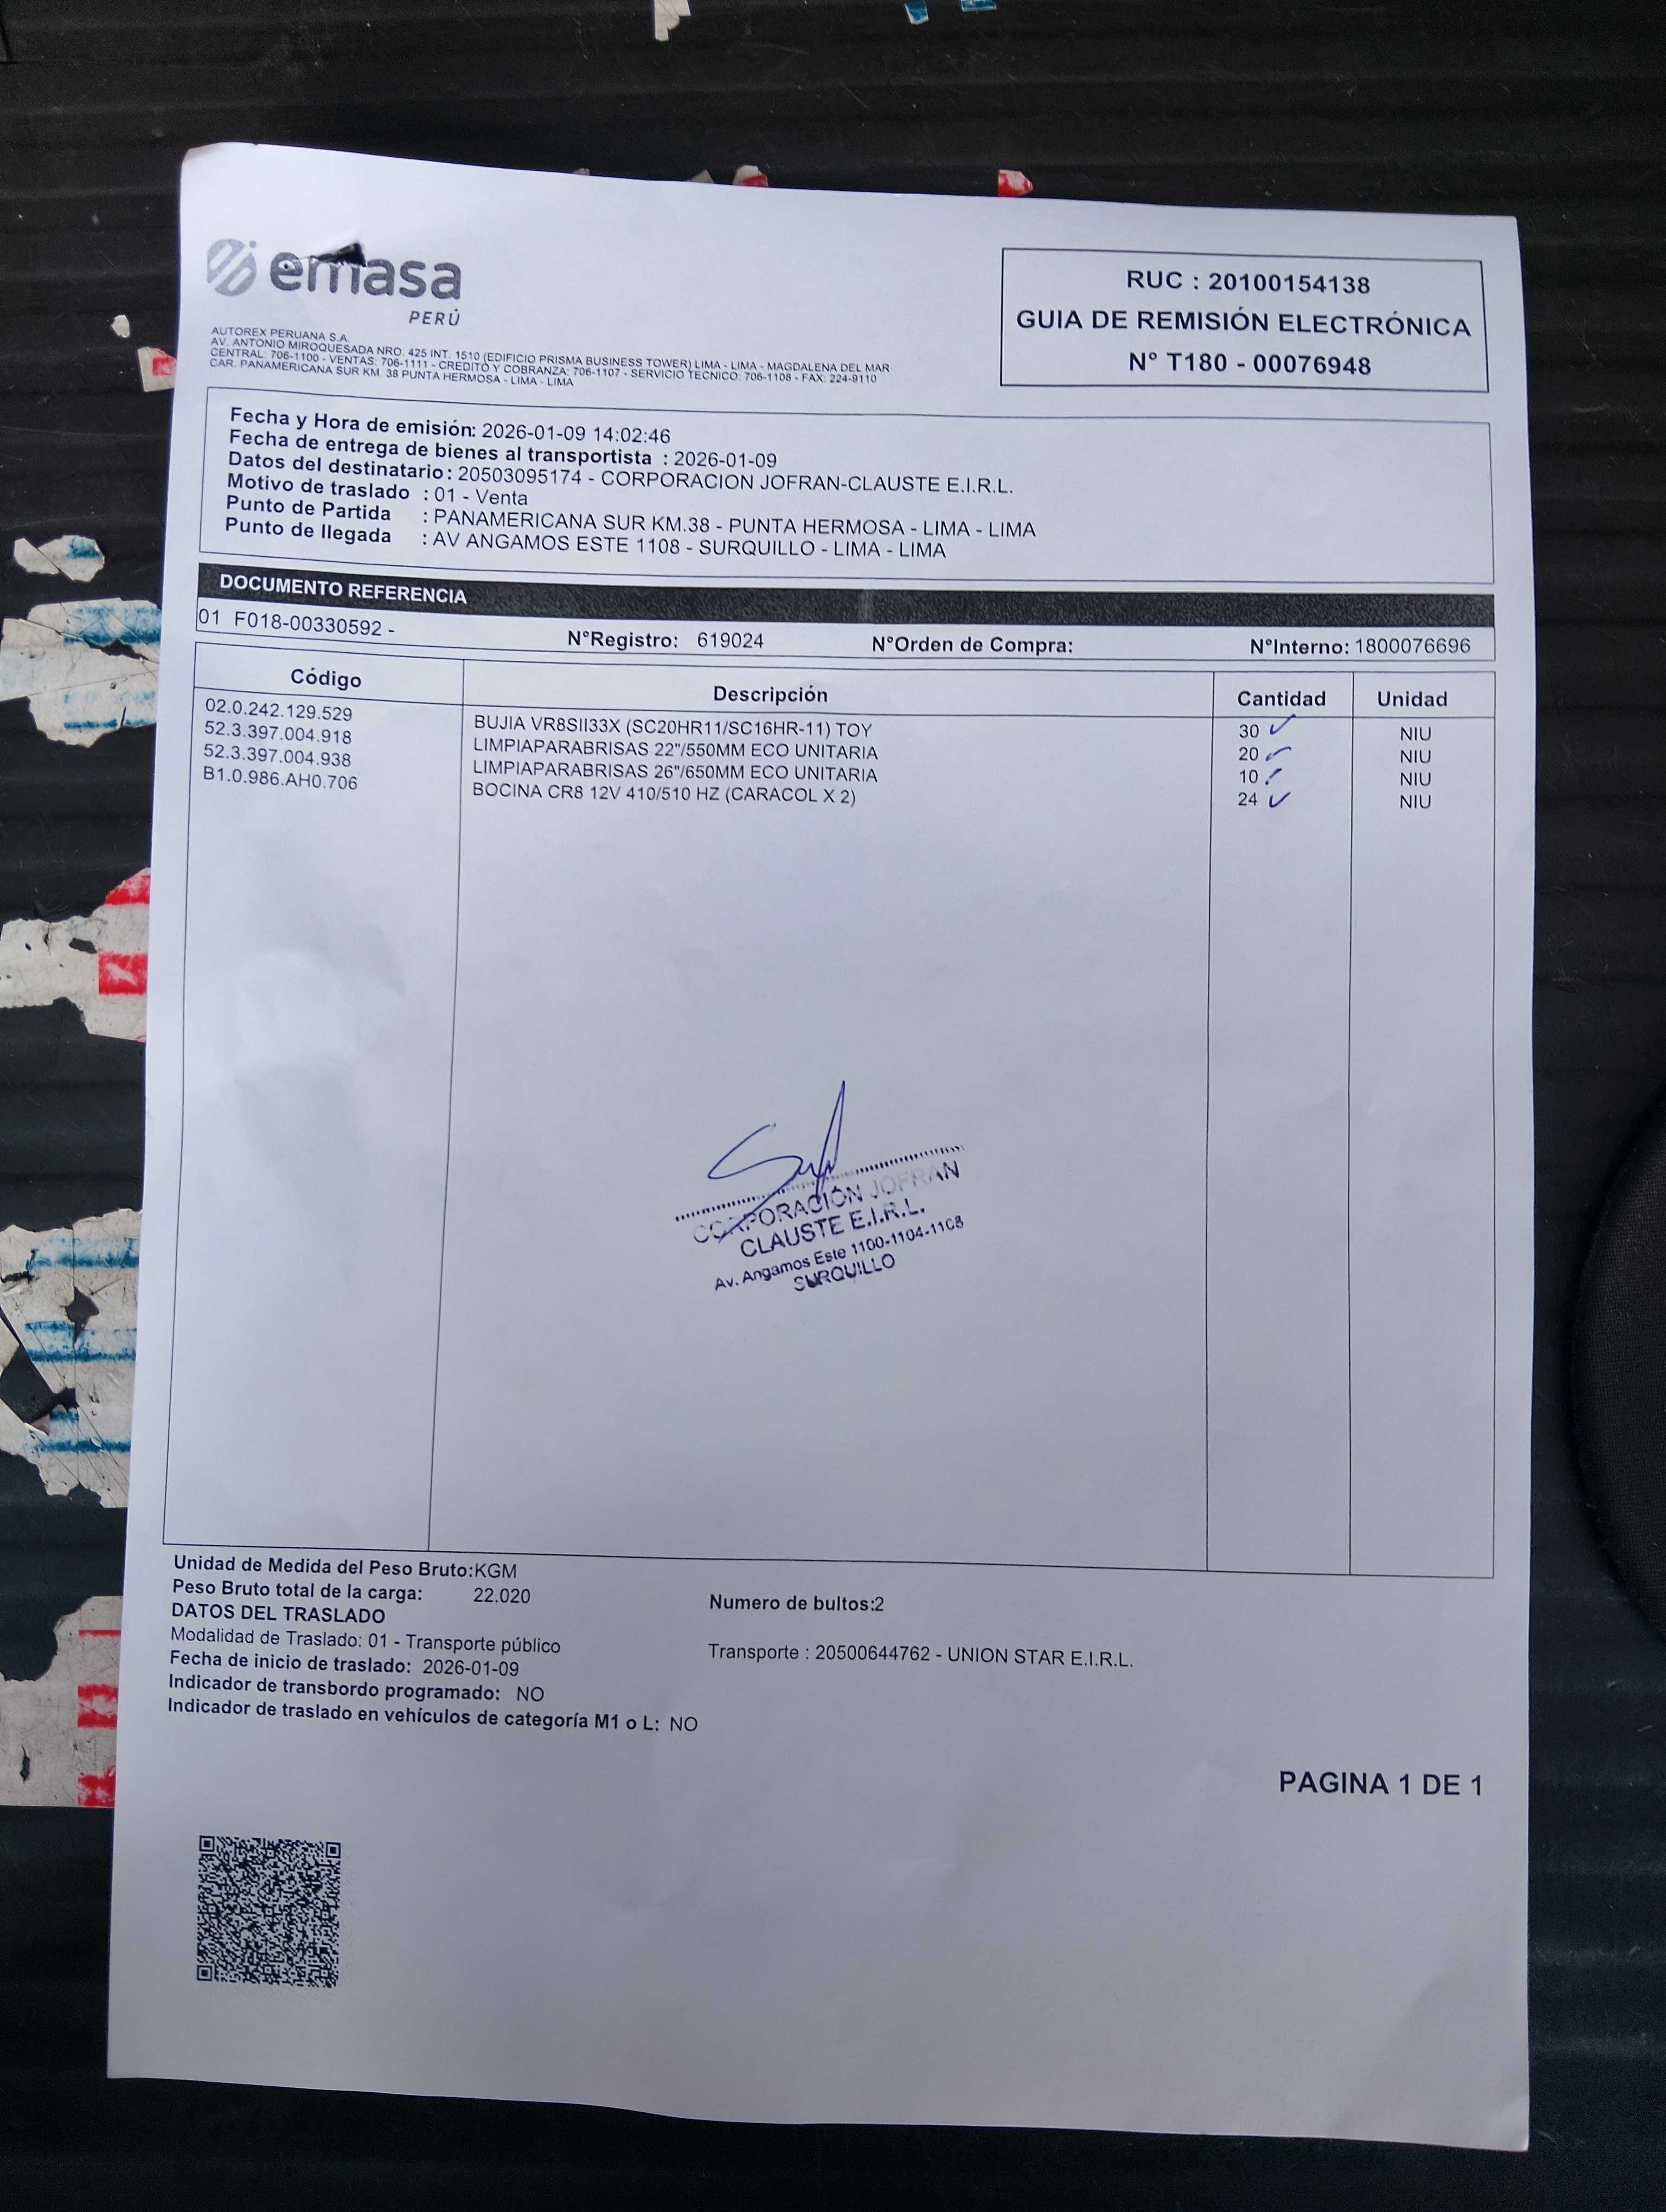 emasa
PERÚ
AUTOREX PERUANA S.A.
AV. ANTONIO MIROQUESADA NRO. 425 INT. 1510 (EDIFICIO PRISMA BUSINESS TOWER) LIMA - LIMA - MAGDALENA DEL MAR
CENTRAL: 706-1100 - VENTAS: 706-1111 - CREDITO Y COBRANZA: 706-1107 - SERVICIO TECNICO: 706-1108 - FAX: 224-9110
CAR. PANAMERICANA SUR KM. 38 PUNTA HERMOSA - LIMA - LIMA
RUC : 20100154138
GUIA DE REMISIÓN ELECTRÓNICA
N° T180 - 00076948
Fecha y Hora de emisión: 2026-01-09 14:02:46
Fecha de entrega de bienes al transportista : 2026-01-09
Datos del destinatario : 20503095174 - CORPORACION JOFRAN-CLAUSTE E.I.R.L.
Motivo de traslado : 01 - Venta
Punto de Partida : PANAMERICANA SUR KM.38 - PUNTA HERMOSA - LIMA - LIMA
Punto de llegada : AV ANGAMOS ESTE 1108 - SURQUILLO - LIMA - LIMA
DOCUMENTO REFERENCIA
01 F018-00330592 - N°Registro: 619024 N°Orden de Compra: N°Interno: 1800076696
Código Descripción Cantidad Unidad
02.0.242.129.529 BUJIA VR8SII33X (SC20HR11/SC16HR-11) TOY 30 NIU
52.3.397.004.918 LIMPIAPARABRISAS 22"/550MM ECO UNITARIA 20 NIU
52.3.397.004.938 LIMPIAPARABRISAS 26"/650MM ECO UNITARIA 10 NIU
B1.0.986.AH0.706 BOCINA CR8 12V 410/510 HZ (CARACOL X 2) 24 NIU
CORPORACIÓN JOFRAN
CLAUSTE E.I.R.L.
Av. Angamos Este 1100-1104-1108
SURQUILLO
Unidad de Medida del Peso Bruto:KGM
Peso Bruto total de la carga: 22.020 Numero de bultos:2
DATOS DEL TRASLADO
Modalidad de Traslado: 01 - Transporte público Transporte : 20500644762 - UNION STAR E.I.R.L.
Fecha de inicio de traslado: 2026-01-09
Indicador de transbordo programado: NO
Indicador de traslado en vehículos de categoría M1 o L: NO
PAGINA 1 DE 1